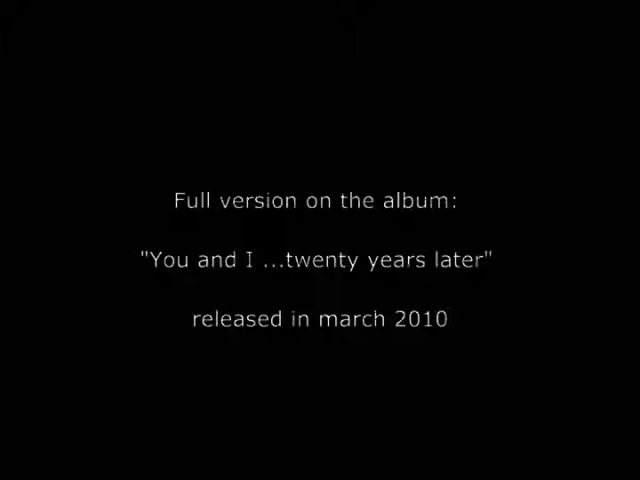 Full version on the album:
"You and I ...twenty years later"
released in march 2010